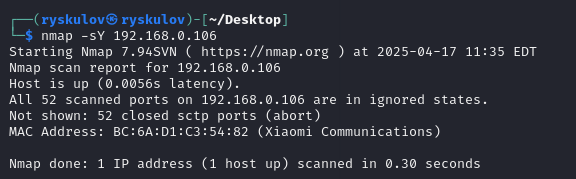 ┌──(ryskulov㉿ryskulov)-[~/Desktop]
└─$ nmap -sY 192.168.0.106
Starting Nmap 7.94SVN ( https://nmap.org ) at 2025-04-17 11:35 EDT
Nmap scan report for 192.168.0.106
Host is up (0.0056s latency).
All 52 scanned ports on 192.168.0.106 are in ignored states.
Not shown: 52 closed sctp ports (abort)
MAC Address: BC:6A:D1:C3:54:82 (Xiaomi Communications)
Nmap done: 1 IP address (1 host up) scanned in 0.30 seconds